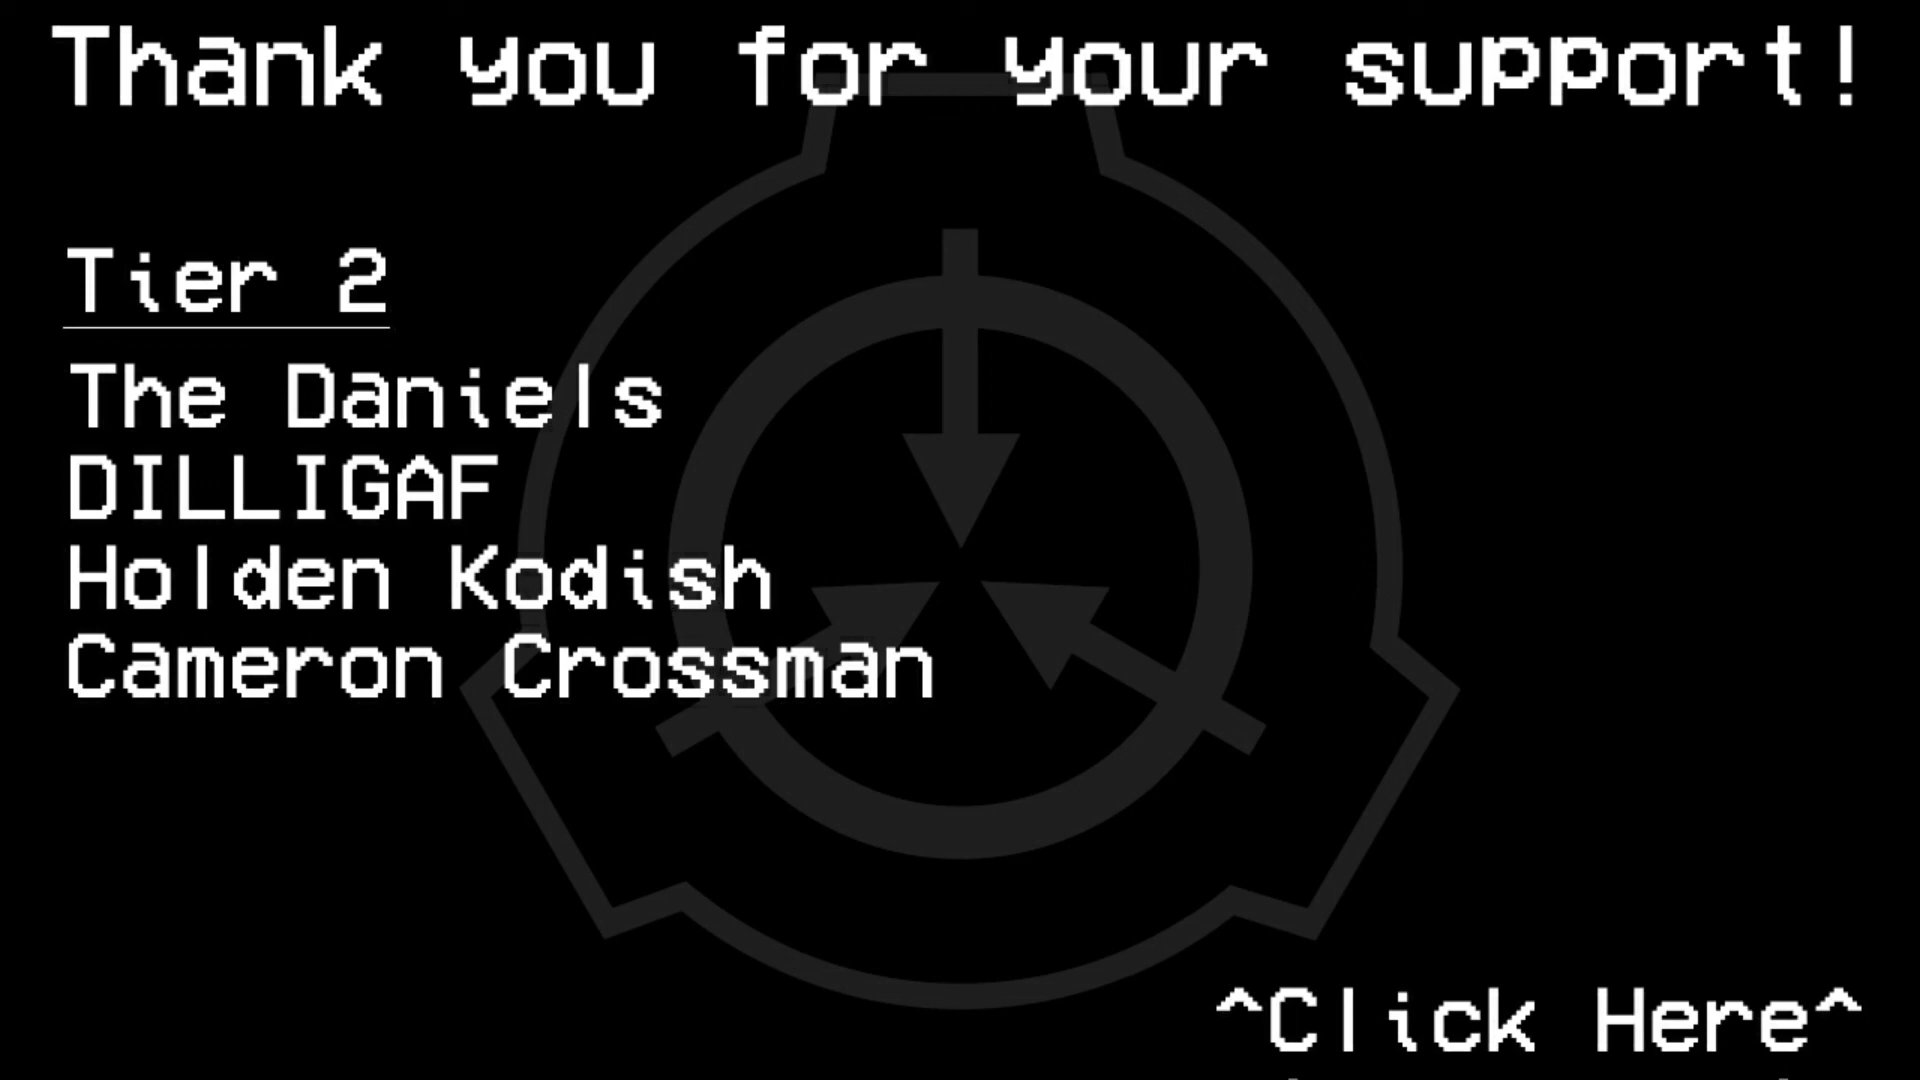 Thank you for your support!
Tier 2
The Daniels
DILLIGAF
Holden Kodish
Cameron Crossman
^Click Here^